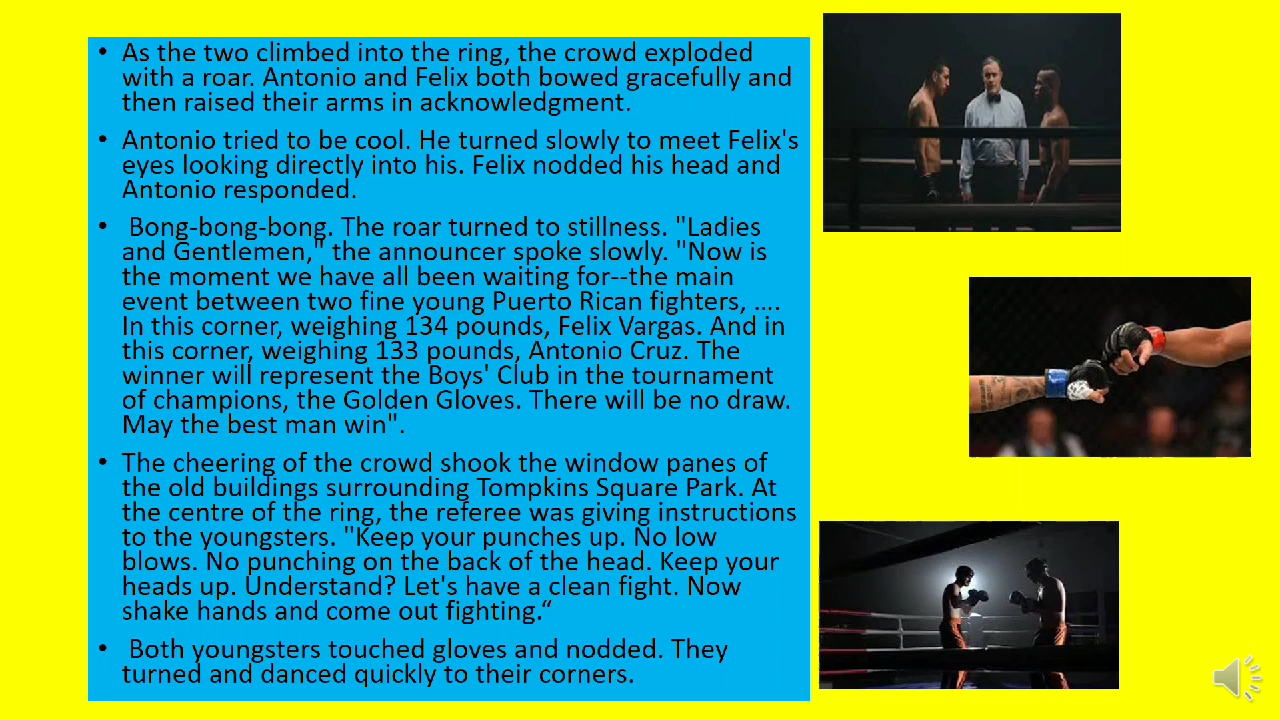 • As the two climbed into the ring, the crowd exploded
with a roar. Antonio and Felix both bowed gracefully and
then raised their arms in acknowledgment.
• Antonio tried to be cool. He turned slowly to meet Felix's
eyes looking directly into his. Felix nodded his head and
Antonio responded.
• Bong-bong-bong. The roar turned to stillness. "Ladies
and Gentlemen," the announcer spoke slowly. "Now is
the moment we have all been waiting for--the main
event between two fine young Puerto Rican fighters, ....
In this corner, weighing 134 pounds, Felix Vargas. And in
this corner, weighing 133 pounds, Antonio Cruz. The
winner will represent the Boys' Club in the tournament
of champions, the Golden Gloves. There will be no draw.
May the best man win".
• The cheering of the crowd shook the window panes of
the old buildings surrounding Tompkins Square Park. At
the centre of the ring, the referee was giving instructions
to the youngsters. "Keep your punches up. No low
blows. No punching on the back of the head. Keep your
heads up. Understand? Let's have a clean fight. Now
shake hands and come out fighting.“
• Both youngsters touched gloves and nodded. They
turned and danced quickly to their corners.